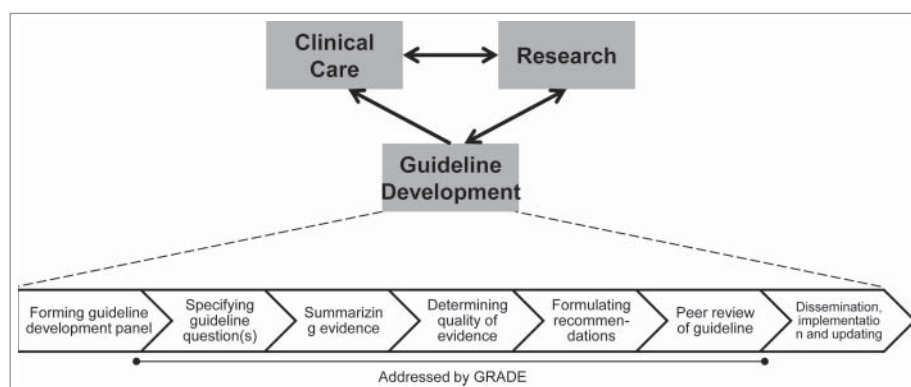 Clinical
Care
Research
Guideline
Development
Forming guideline
development panel
Specifying
guideline
question(s)
Summarizin
g evidence
Determining
quality of
evidence
Formulating
recommen-
dations
Peer review
of guideline
Dissemination,
implementatio
n and updating
Addressed by GRADE